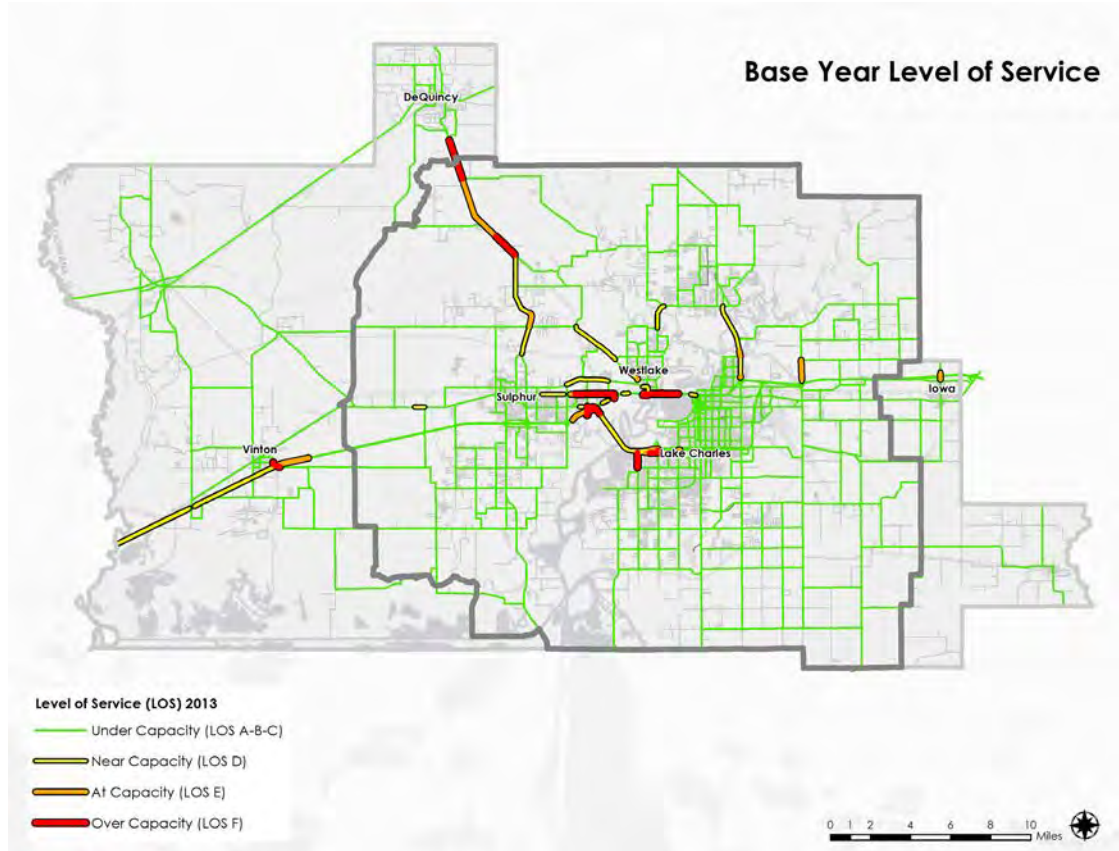 Base Year Level of Service
DeQuincy
Westlake
Iowa
Sulphur
Vinton
Lake Charles
Level of Service (LOS) 2013
Under Capacity (LOS A-B-C)
Near Capacity (LOS D)
At Capacity (LOS E)
Over Capacity (LOS F)
0 1 2 4 6 8 10
Miles